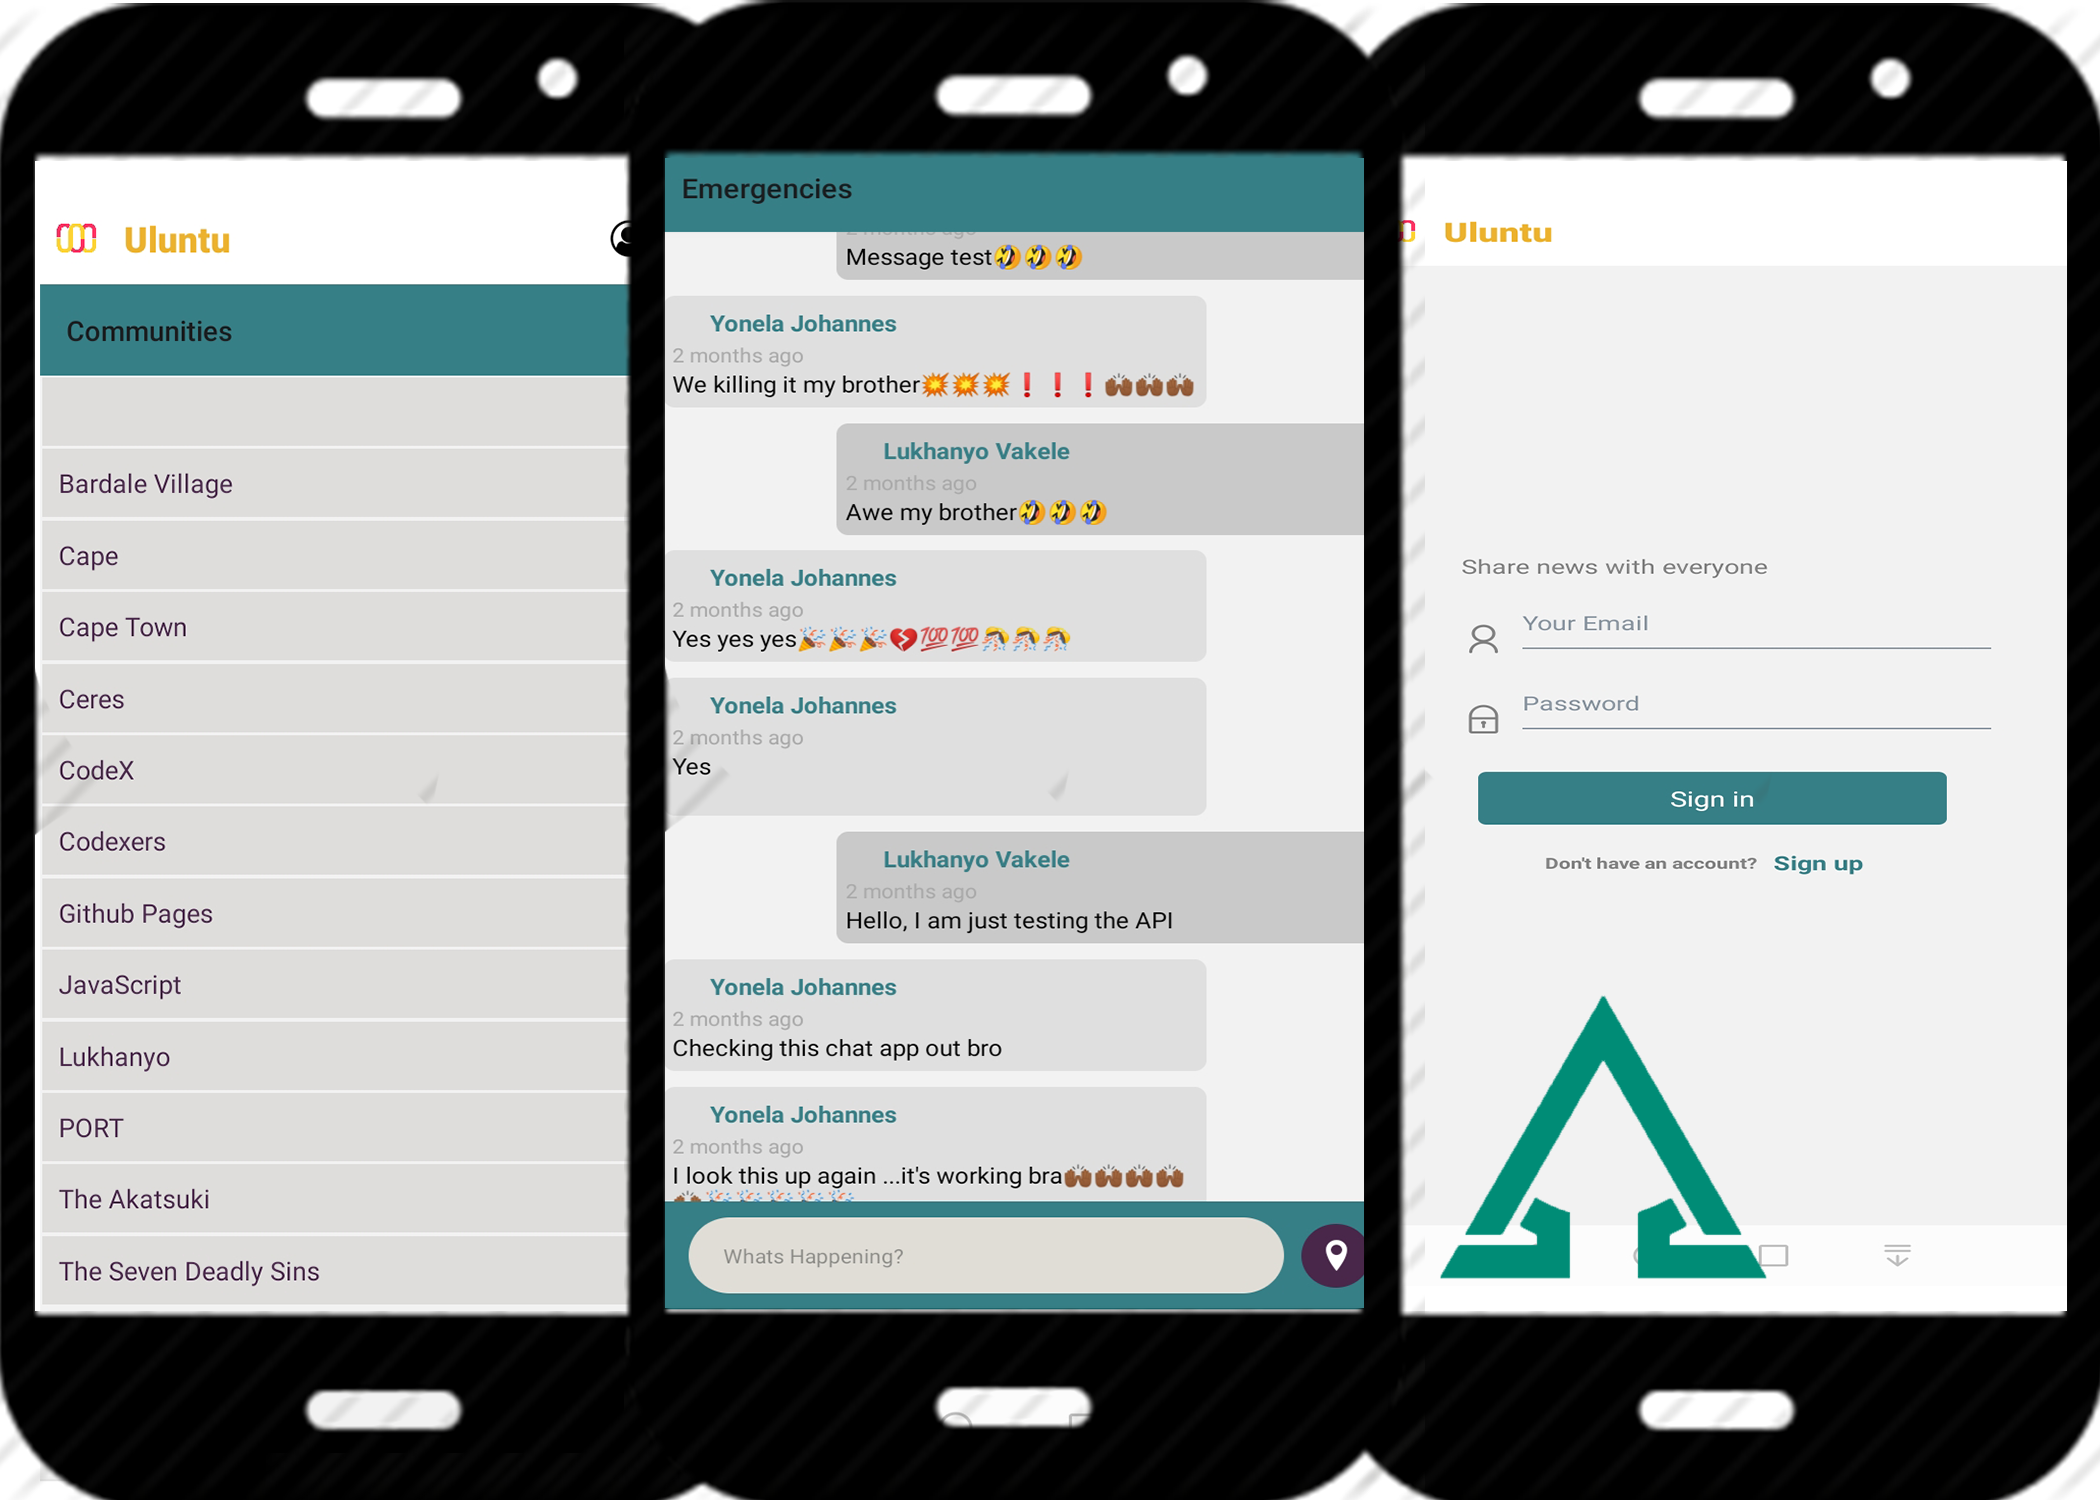 Uluntu
Communities
Bardale Village
Cape
Cape Town
Ceres
CodeX
Codexers
Github Pages
JavaScript
Lukhanyo
PORT
The Akatsuki
The Seven Deadly Sins
Emergencies
2 months ago
Message test🤣🤣🤣
Yonela Johannes
2 months ago
We killing it my brother💥💥💥❗❗❗🙌🏾🙌🏾🙌🏾
Lukhanyo Vakele
2 months ago
Awe my brother🤣🤣🤣
Yonela Johannes
2 months ago
Yes yes yes🎉🎉🎉💔💯💯🎊🎊🎊
Yonela Johannes
2 months ago
Yes
Lukhanyo Vakele
2 months ago
Hello, I am just testing the API
Yonela Johannes
2 months ago
Checking this chat app out bro
Yonela Johannes
2 months ago
I look this up again ...it's working bra🙌🏾🙌🏾🙌🏾🙌🏾
🙌🏾🎉🎉🎉🎉🎉
Whats Happening?
Uluntu
Share news with everyone
Your Email
Password
Sign in
Don't have an account? Sign up